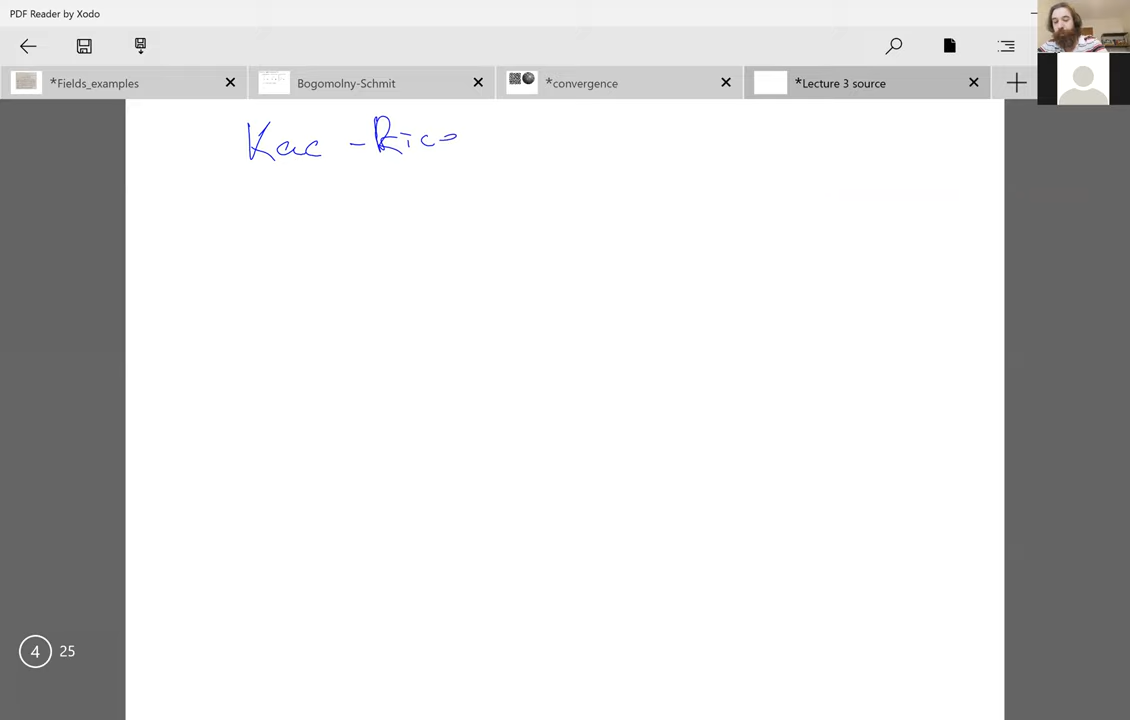 PDF Reader by Xodo
*Fields_examples
Bogomolny-Schmit
*convergence
*Lecture 3 source
Kac - Rice
4 25